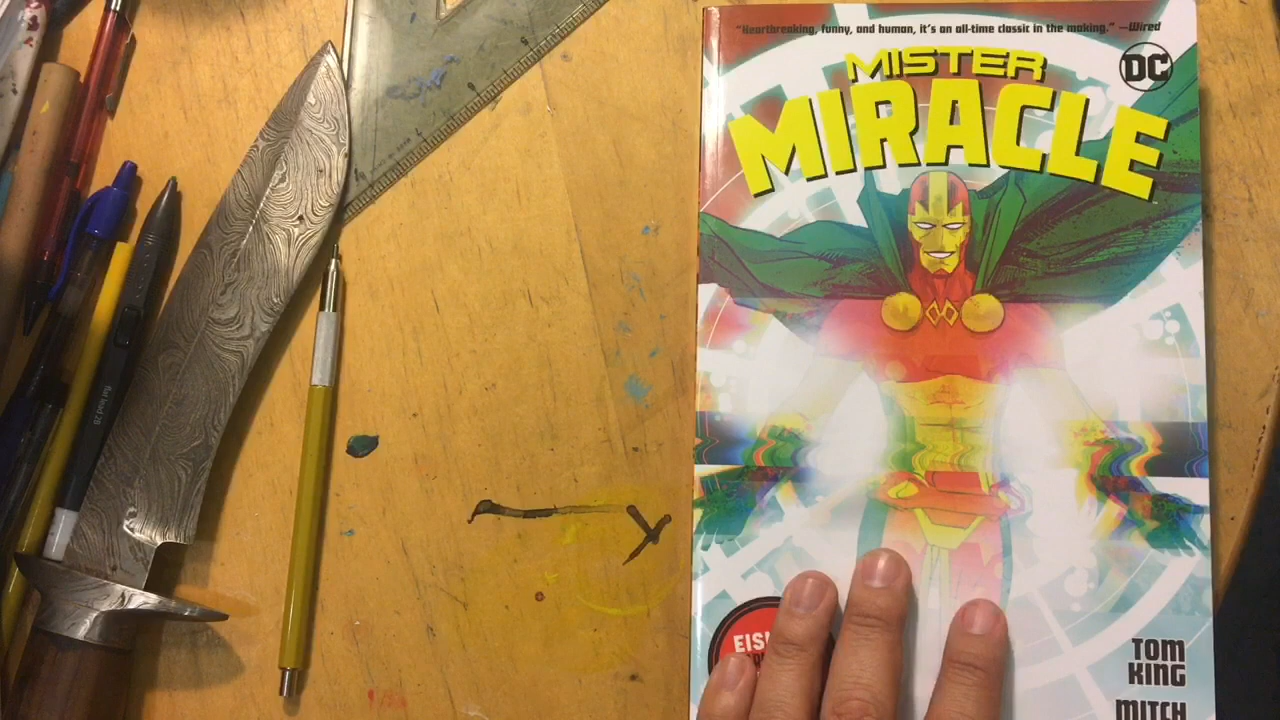 "Heartbreaking, funny, and human, it's an all-time classic in the making." —Wired
MISTER
MIRACLE
DC
EIS
TOM
KING
MITCH